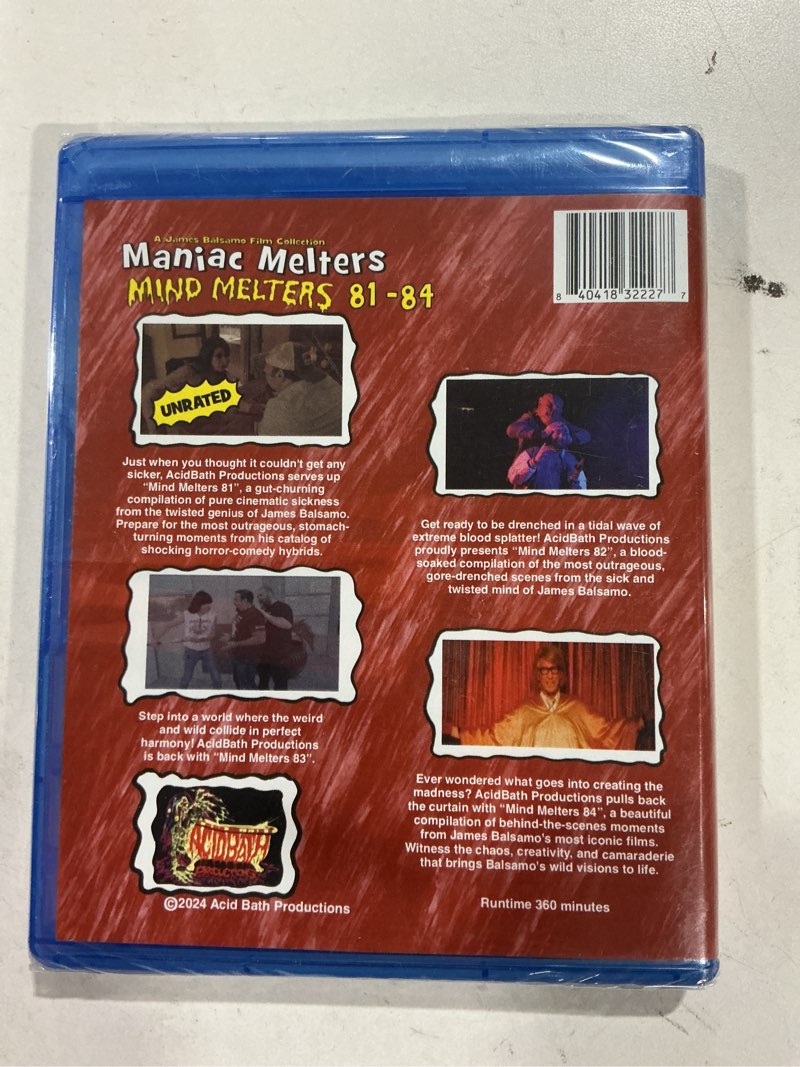 A James Balsamo Film Collection
Maniac Melters
MIND MELTERS 81-84
8 40418 32227 7
UNRATED
Just when you thought it couldn't get any
sicker, AcidBath Productions serves up
"Mind Melters 81", a gut-churning
compilation of pure cinematic sickness
from the twisted genius of James Balsamo.
Prepare for the most outrageous, stomach-
turning moments from his catalog of
shocking horror-comedy hybrids.
Get ready to be drenched in a tidal wave of
extreme blood splatter! AcidBath Productions
proudly presents "Mind Melters 82", a blood-
soaked compilation of the most outrageous,
gore-drenched scenes from the sick and
twisted mind of James Balsamo.
Step into a world where the weird
and wild collide in perfect
harmony! AcidBath Productions
is back with "Mind Melters 83".
Ever wondered what goes into creating the
madness? AcidBath Productions pulls back
the curtain with "Mind Melters 84", a beautiful
compilation of behind-the-scenes moments
from James Balsamo's most iconic films.
Witness the chaos, creativity, and camaraderie
that brings Balsamo's wild visions to life.
ACIDBATH
PRODUCTIONS
©2024 Acid Bath Productions
Runtime 360 minutes